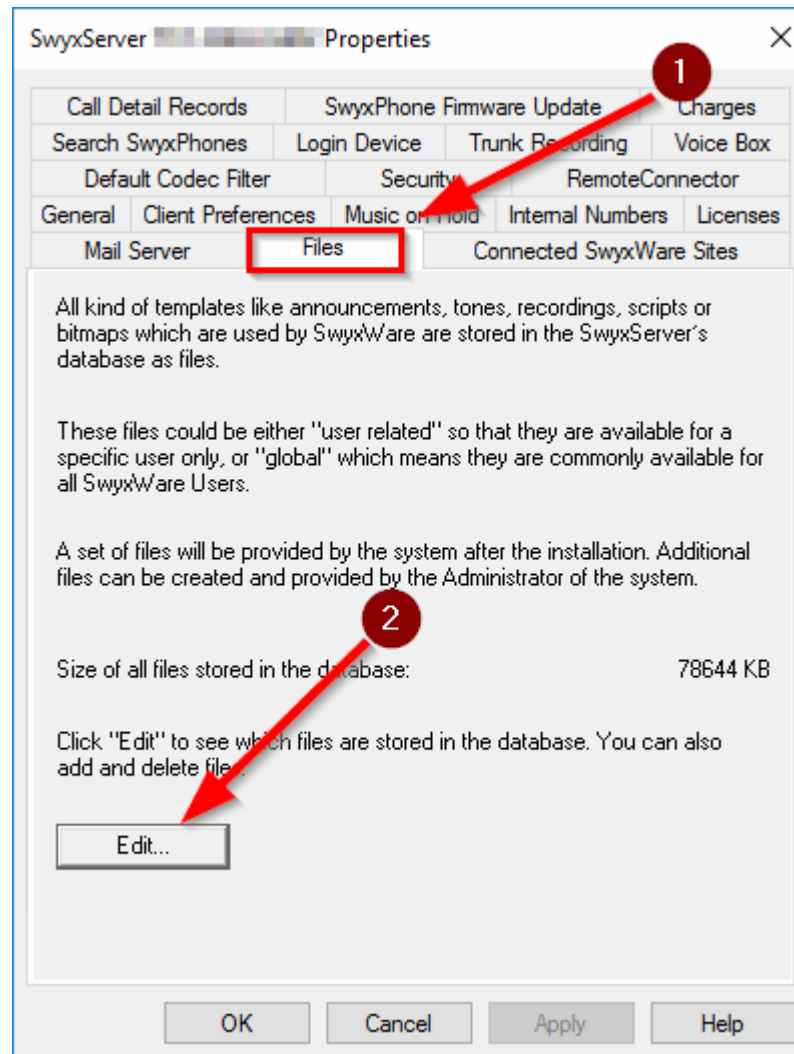 SwyxServer Properties
1
Call Detail Records SwyxPhone Firmware Update Charges
Search SwyxPhones Login Device Trunk Recording Voice Box
Default Codec Filter Security RemoteConnector
General Client Preferences Music on Hold Internal Numbers Licenses
Mail Server Files Connected SwyxWare Sites
All kind of templates like announcements, tones, recordings, scripts or
bitmaps which are used by SwyxWare are stored in the SwyxServer´s
database as files.
These files could be either "user related" so that they are available for a
specific user only, or "global" which means they are commonly available for
all SwyxWare Users.
A set of files will be provided by the system after the installation. Additional
files can be created and provided by the Administrator of the system.
2
Size of all files stored in the database: 78644 KB
Click "Edit" to see which files are stored in the database. You can also
add and delete files.
Edit...
OK Cancel Apply Help